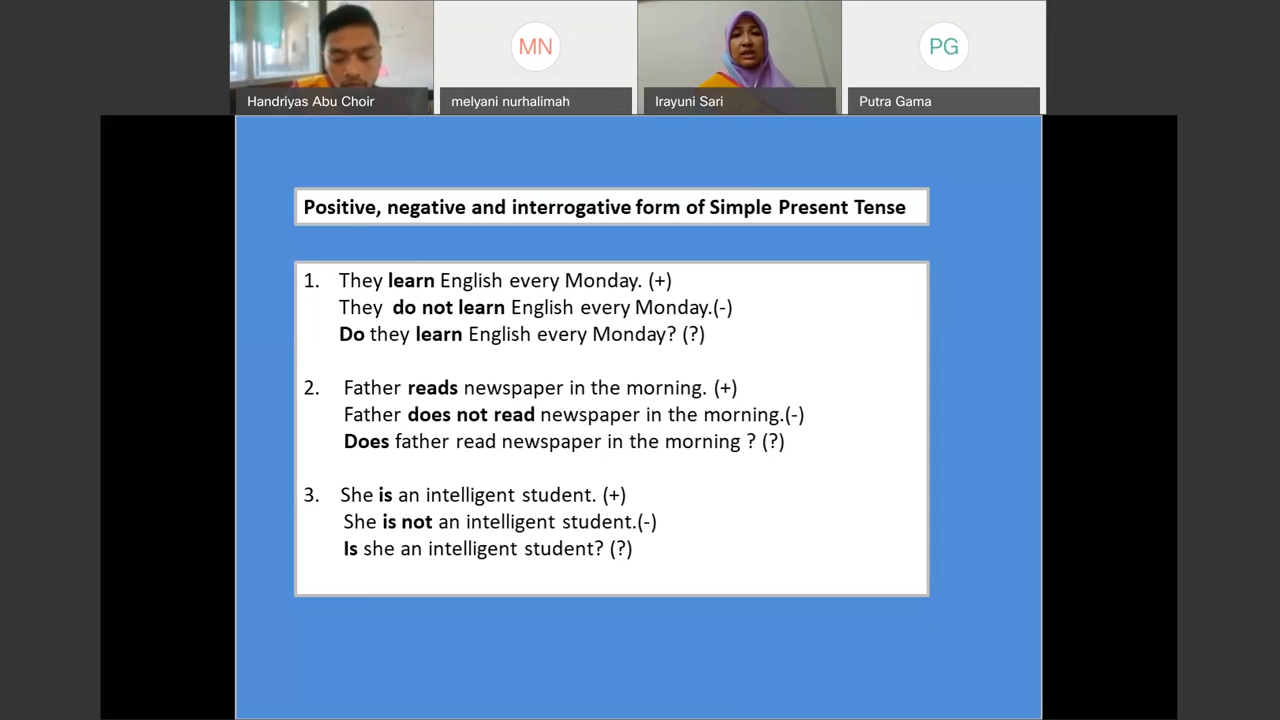 MN
PG
Handriyas Abu Choir
melyani nurhalimah
Irayuni Sari
Putra Gama
Positive, negative and interrogative form of Simple Present Tense
1. They learn English every Monday. (+)
They do not learn English every Monday.(-)
Do they learn English every Monday? (?)
2. Father reads newspaper in the morning. (+)
Father does not read newspaper in the morning.(-)
Does father read newspaper in the morning ? (?)
3. She is an intelligent student. (+)
She is not an intelligent student.(-)
Is she an intelligent student? (?)